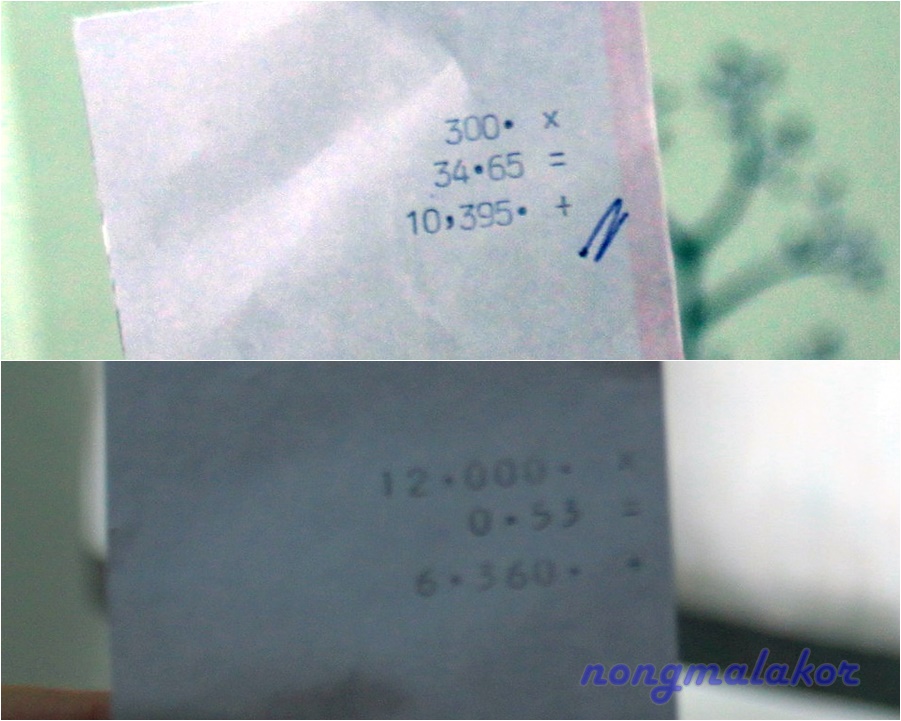 300• x
34•65 =
10,395• +
12•000• x
0•53 =
6•360• +
nongmalakor